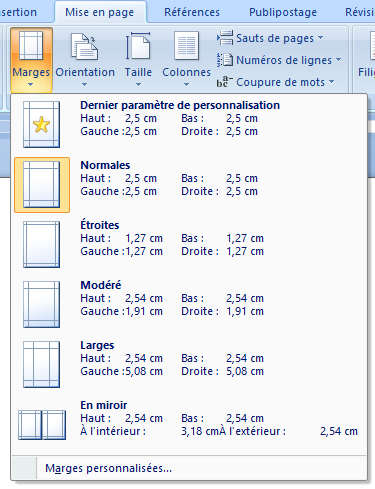 nsertion Mise en page Références Publipostage Révisi
Marges Orientation Taille Colonnes Sauts de pages Numéros de lignes Coupure de mots Filig
Dernier paramètre de personnalisation
Haut : 2,5 cm Bas : 2,5 cm
Gauche :2,5 cm Droite : 2,5 cm
Normales
Haut : 2,5 cm Bas : 2,5 cm
Gauche :2,5 cm Droite : 2,5 cm
Étroites
Haut : 1,27 cm Bas : 1,27 cm
Gauche :1,27 cm Droite : 1,27 cm
Modéré
Haut : 2,54 cm Bas : 2,54 cm
Gauche :1,91 cm Droite : 1,91 cm
Larges
Haut : 2,54 cm Bas : 2,54 cm
Gauche :5,08 cm Droite : 5,08 cm
En miroir
Haut : 2,54 cm Bas : 2,54 cm
À l'intérieur : 3,18 cmÀ l'extérieur : 2,54 cm
Marges personnalisées...